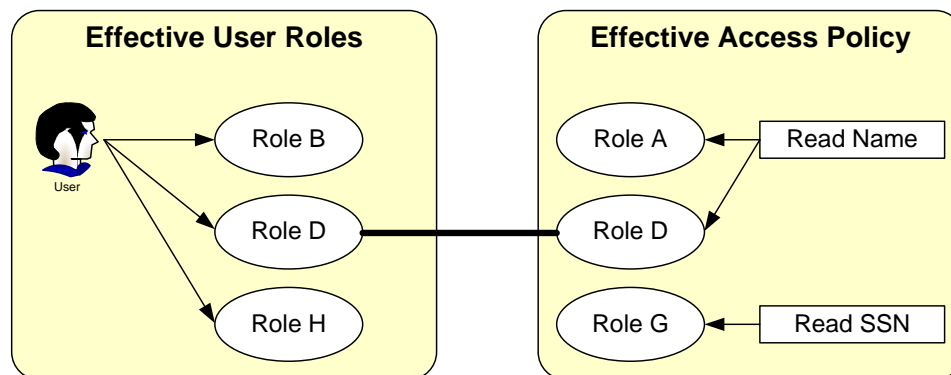 Effective User Roles
User
Role B
Role D
Role H
Effective Access Policy
Role A
Read Name
Role D
Role G
Read SSN